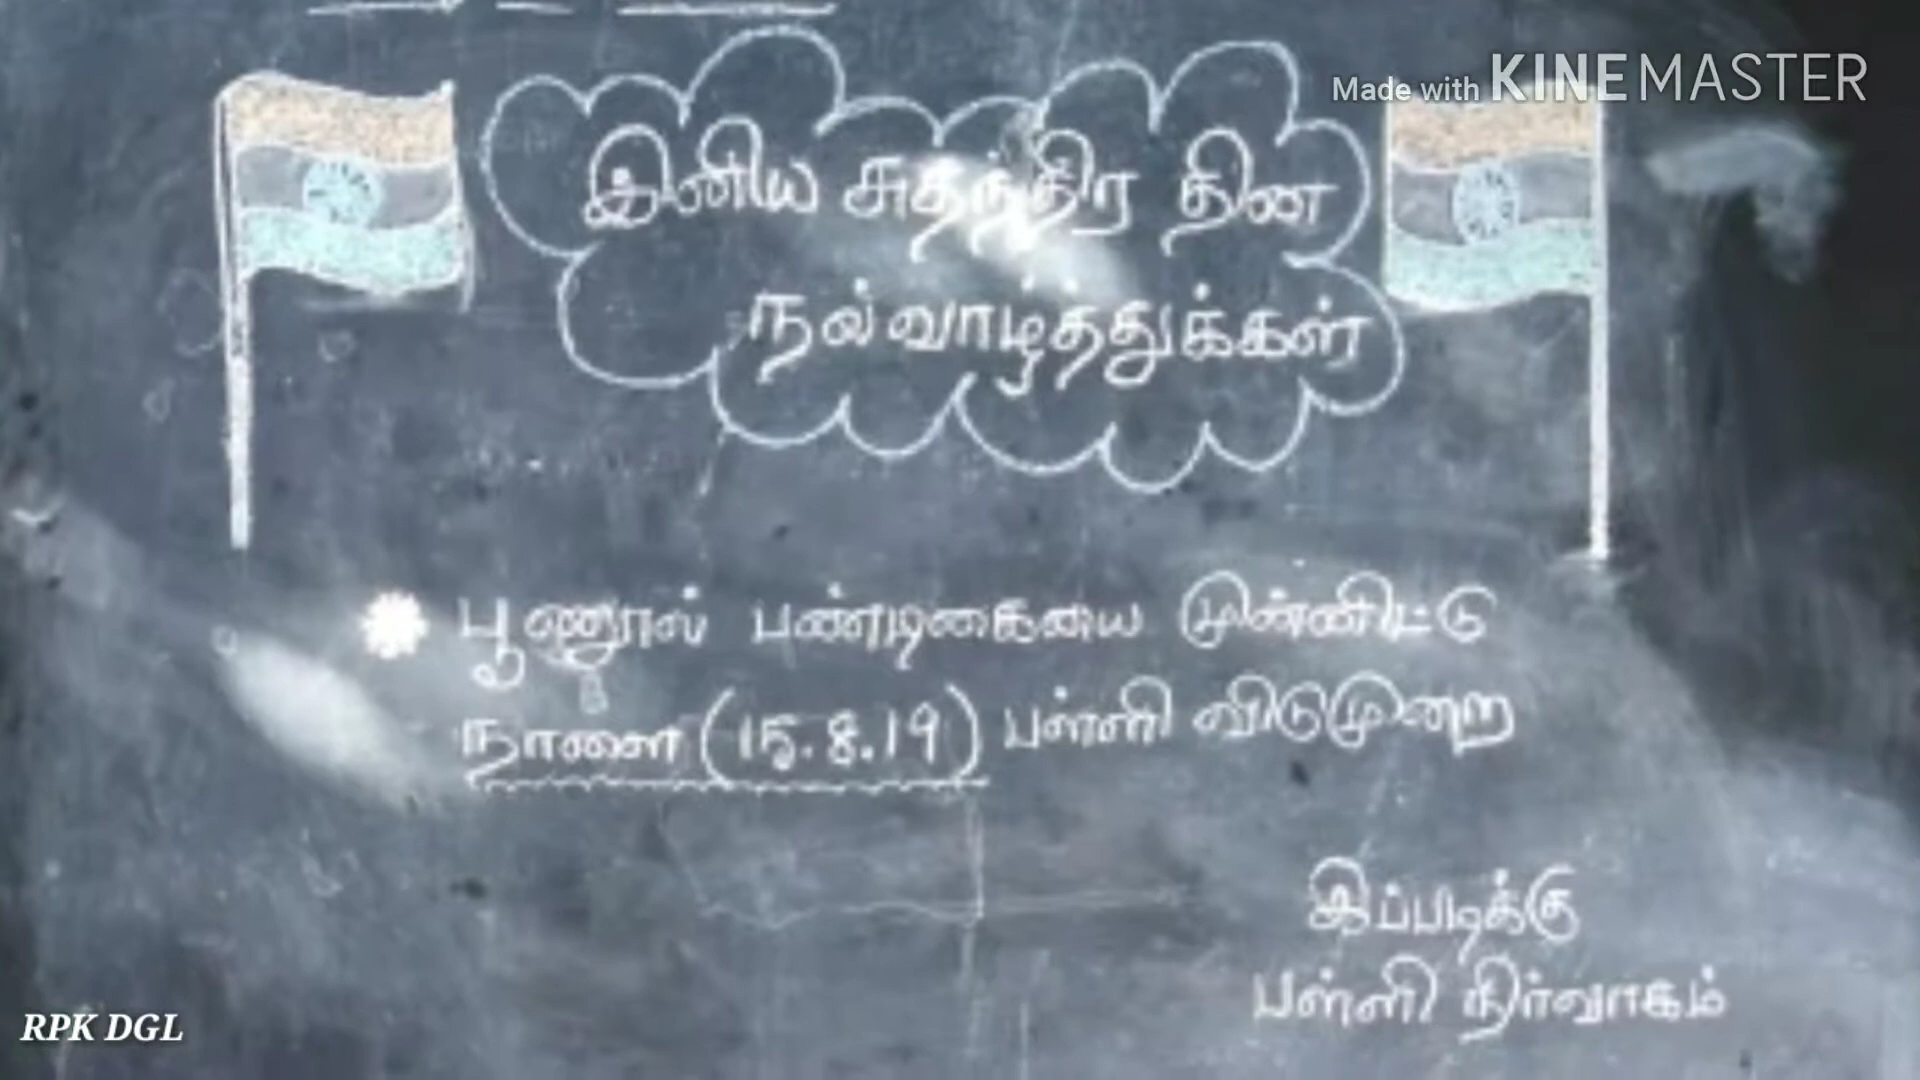 Made with KINEMASTER
இனிய சுதந்திர தின
நல்வாழ்த்துக்கள்
பூணூல் பண்டிகையை முன்னிட்டு
நாளை (15.8.19) பள்ளி விடுமுறை
இப்படிக்கு
பள்ளி நிர்வாகம்
RPK DGL